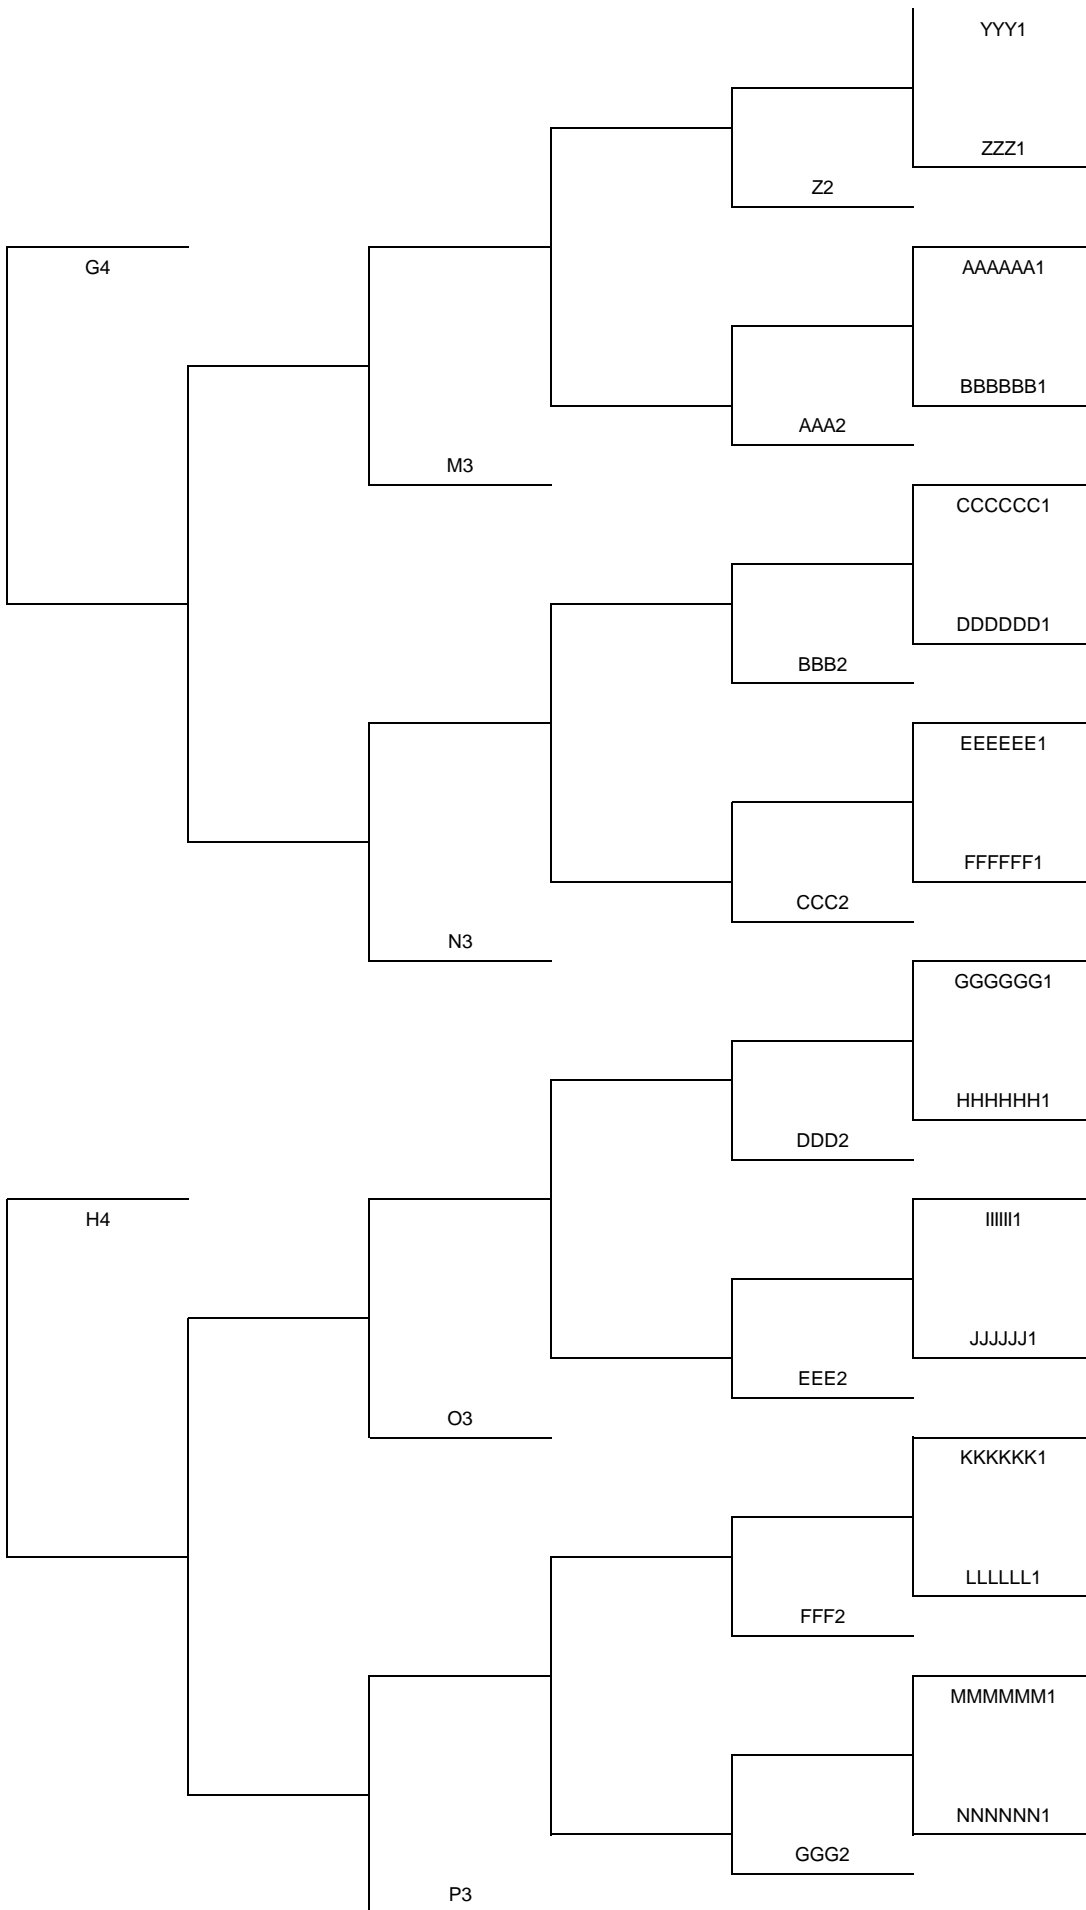 YYY1
ZZZ1
Z2
G4
AAAAAA1
BBBBBB1
AAA2
M3
CCCCCC1
DDDDDD1
BBB2
EEEEEE1
FFFFFF1
CCC2
N3
GGGGGG1
HHHHHH1
DDD2
H4
IIIIII1
JJJJJJ1
EEE2
O3
KKKKKK1
LLLLLL1
FFF2
MMMMMM1
NNNNNN1
GGG2
P3